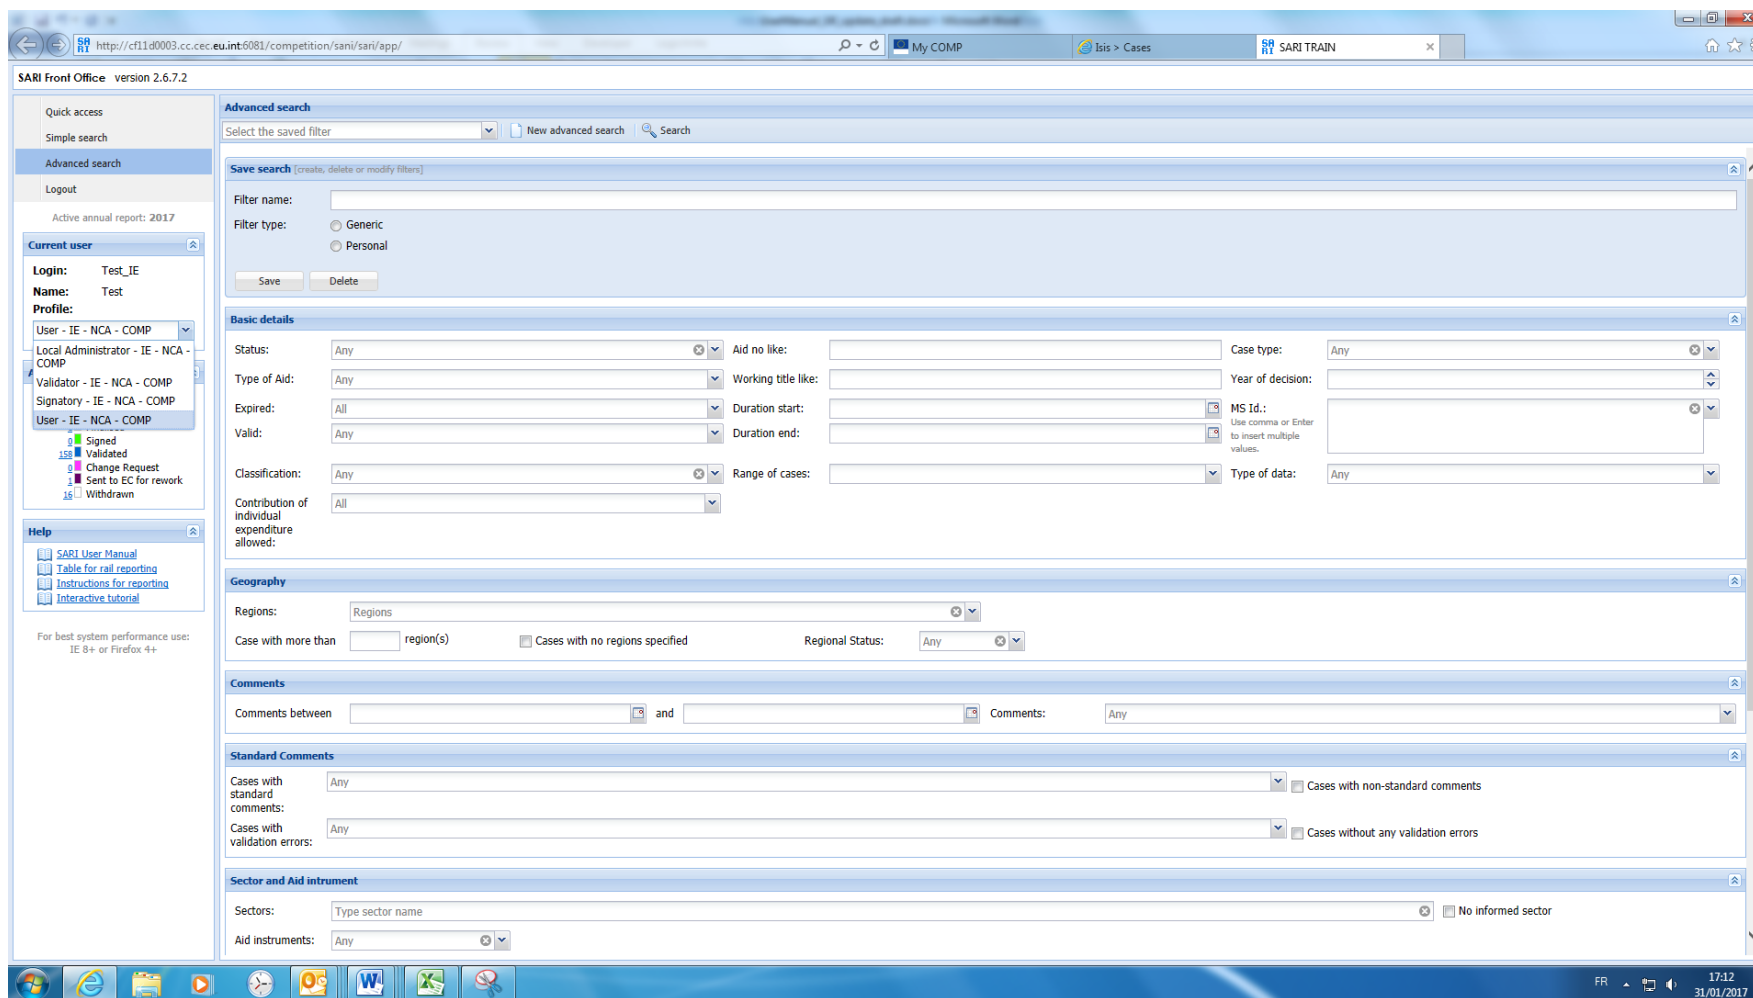 http://cf11d0003.cc.cec.eu.int:6081/competition/sani/sari/app/
My COMP
Isis > Cases
SARI TRAIN
SARI Front Office version 2.6.7.2
Quick access
Simple search
Advanced search
Logout
Active annual report: 2017
Current user
Login: Test_IE
Name: Test
Profile:
User - IE - NCA - COMP
Local Administrator - IE - NCA -
COMP
Validator - IE - NCA - COMP
Signatory - IE - NCA - COMP
User - IE - NCA - COMP
0 Signed
158 Validated
0 Change Request
1 Sent to EC for rework
16 Withdrawn
Help
SARI User Manual
Table for rail reporting
Instructions for reporting
Interactive tutorial
For best system performance use:
IE 8+ or Firefox 4+
Advanced search
Select the saved filter New advanced search Search
Save search [create, delete or modify filters]
Filter name:
Filter type: Generic
Personal
Save Delete
Basic details
Status: Any Aid no like: Case type: Any
Type of Aid: Any Working title like: Year of decision:
Expired: All Duration start: MS Id.:
Use comma or Enter
to insert multiple
values.
Valid: Any Duration end:
Classification: Any Range of cases: Type of data: Any
Contribution of
individual
expenditure
allowed: All
Geography
Regions: Regions
Case with more than region(s) Cases with no regions specified Regional Status: Any
Comments
Comments between and Comments: Any
Standard Comments
Cases with
standard
comments: Any Cases with non-standard comments
Cases with
validation errors: Any Cases without any validation errors
Sector and Aid intrument
Sectors: Type sector name No informed sector
Aid instruments: Any
FR 17:12
31/01/2017